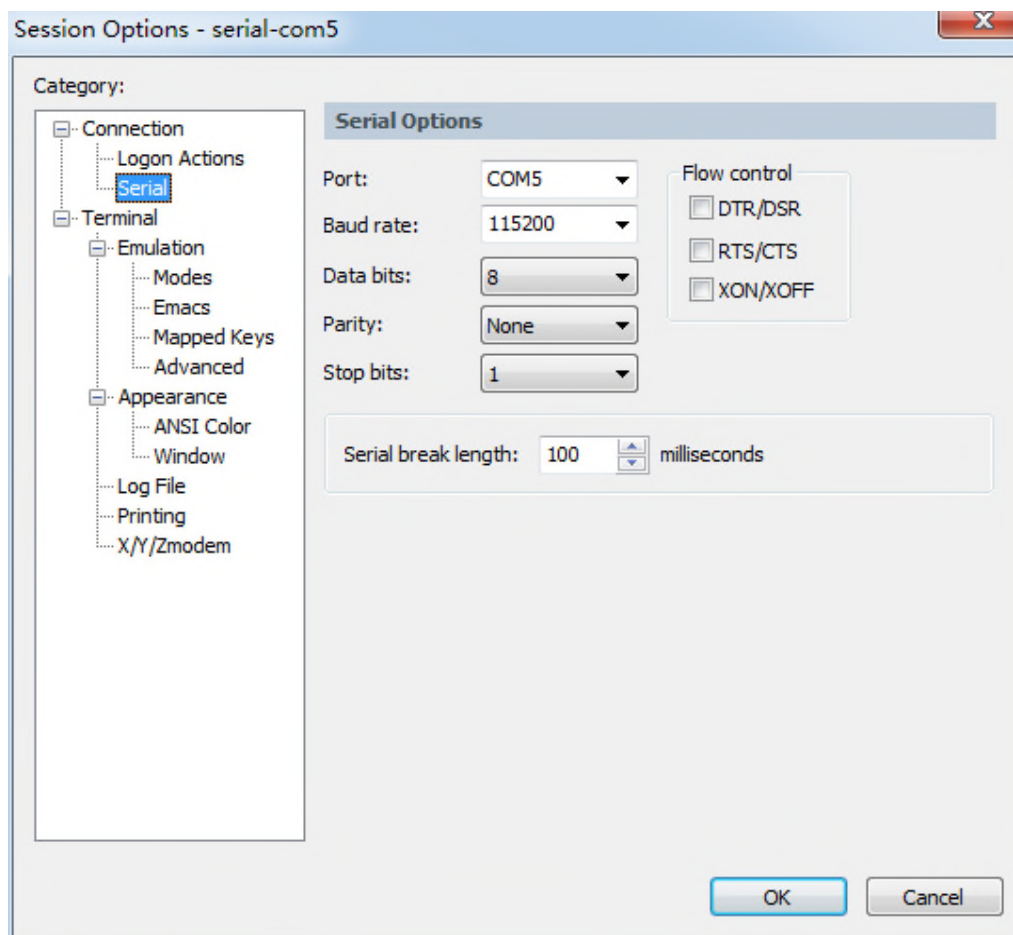 Session Options - serial-com5
Category:
Connection
Logon Actions
Serial
Terminal
Emulation
Modes
Emacs
Mapped Keys
Advanced
Appearance
ANSI Color
Window
Log File
Printing
X/Y/Zmodem
Serial Options
Port: COM5
Baud rate: 115200
Data bits: 8
Parity: None
Stop bits: 1
Flow control
DTR/DSR
RTS/CTS
XON/XOFF
Serial break length: 100 milliseconds
OK Cancel